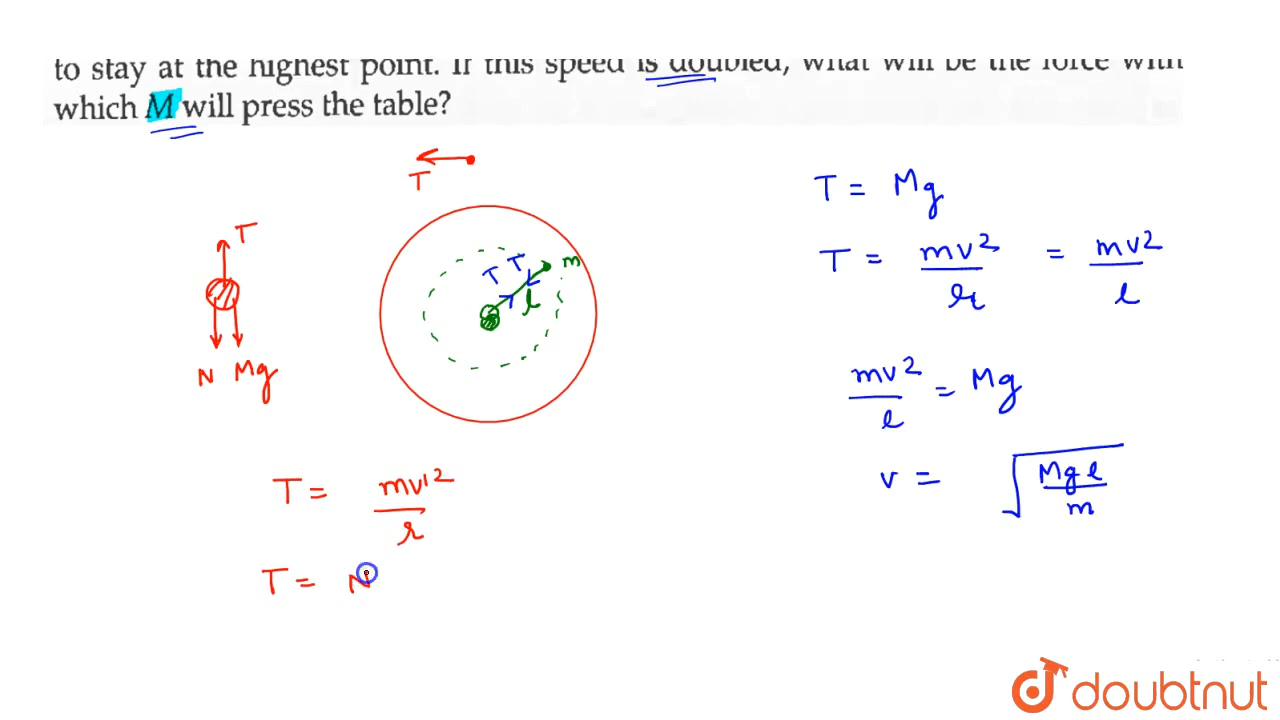 to stay at the highest point. If this speed is doubled, what will be the force with
which M will press the table?
T
T
T T m
l
N Mg
T = Mg
T = mv²/r = mv²/l
mv²/l = Mg
v = √(Mgl/m)
T = mv'²/r
T = N
doubtnut